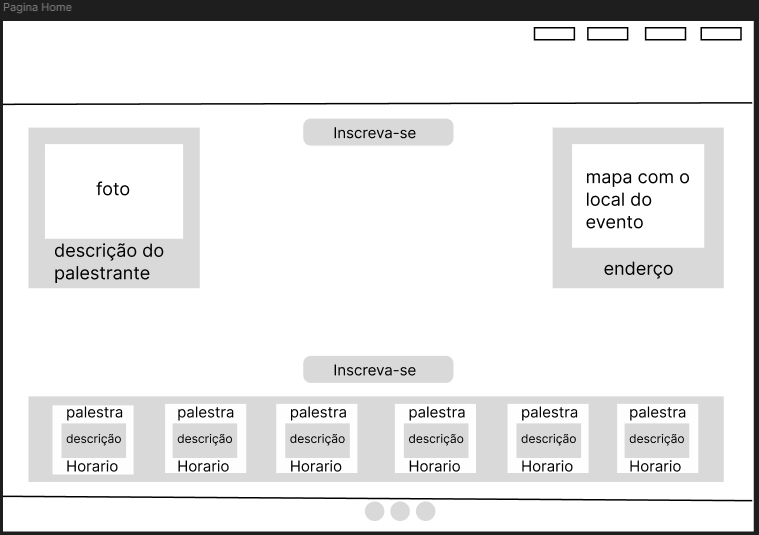 Pagina Home
Inscreva-se
foto
descrição do
palestrante
mapa com o
local do
evento
enderço
Inscreva-se
palestra
descrição
Horario
palestra
descrição
Horario
palestra
descrição
Horario
palestra
descrição
Horario
palestra
descrição
Horario
palestra
descrição
Horario